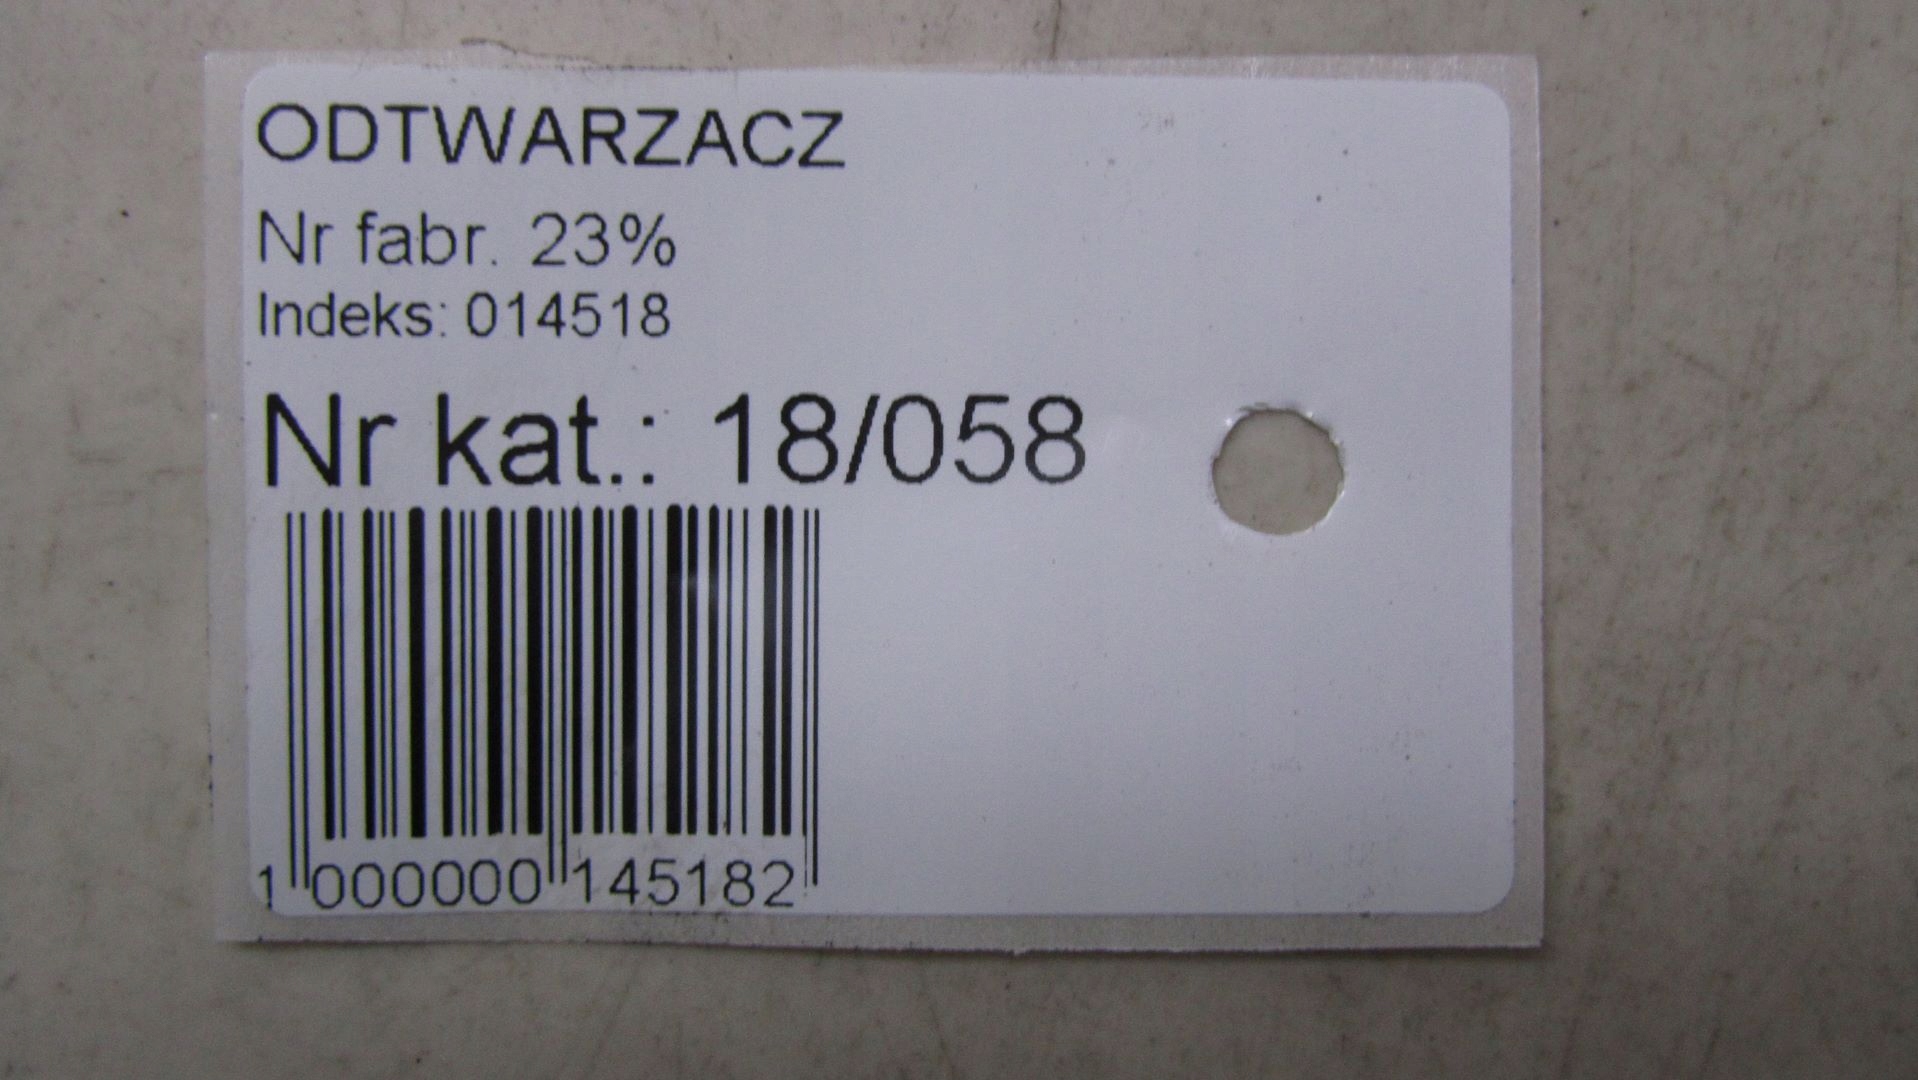 ODTWARZACZ
Nr fabr. 23%
Indeks: 014518
Nr kat.: 18/058
1 000000 145182